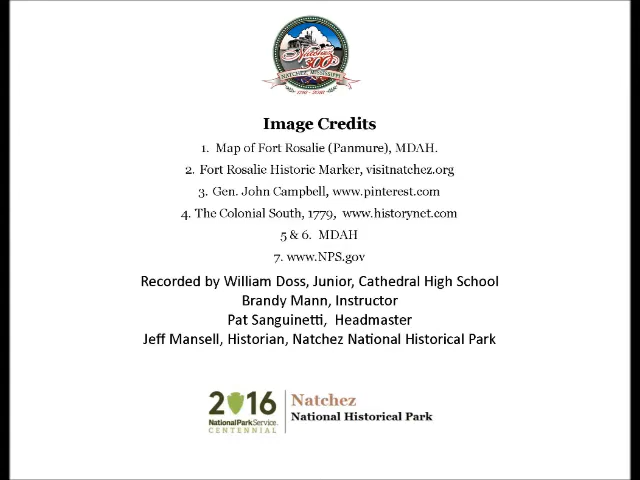 Natchez
300
NATCHEZ, MISSISSIPPI
1716 - 2016
Image Credits
1. Map of Fort Rosalie (Panmure), MDAH.
2. Fort Rosalie Historic Marker, visitnatchez.org
3. Gen. John Campbell, www.pinterest.com
4. The Colonial South, 1779, www.historynet.com
5 & 6. MDAH
7. www.NPS.gov
Recorded by William Doss, Junior, Cathedral High School
Brandy Mann, Instructor
Pat Sanguinetti, Headmaster
Jeff Mansell, Historian, Natchez National Historical Park
2016
National Park Service
CENTENNIAL
Natchez
National Historical Park